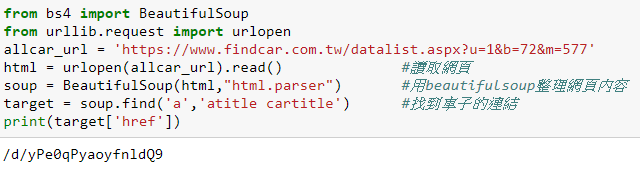 from bs4 import BeautifulSoup
from urllib.request import urlopen
allcar_url = 'https://www.findcar.com.tw/datalist.aspx?u=1&b=72&m=577'
html = urlopen(allcar_url).read() #讀取網頁
soup = BeautifulSoup(html,"html.parser") #用beautifulsoup整理網頁內容
target = soup.find('a','atitle cartitle') #找到車子的連結
print(target['href'])
/d/yPe0qPyaoyfnldQ9